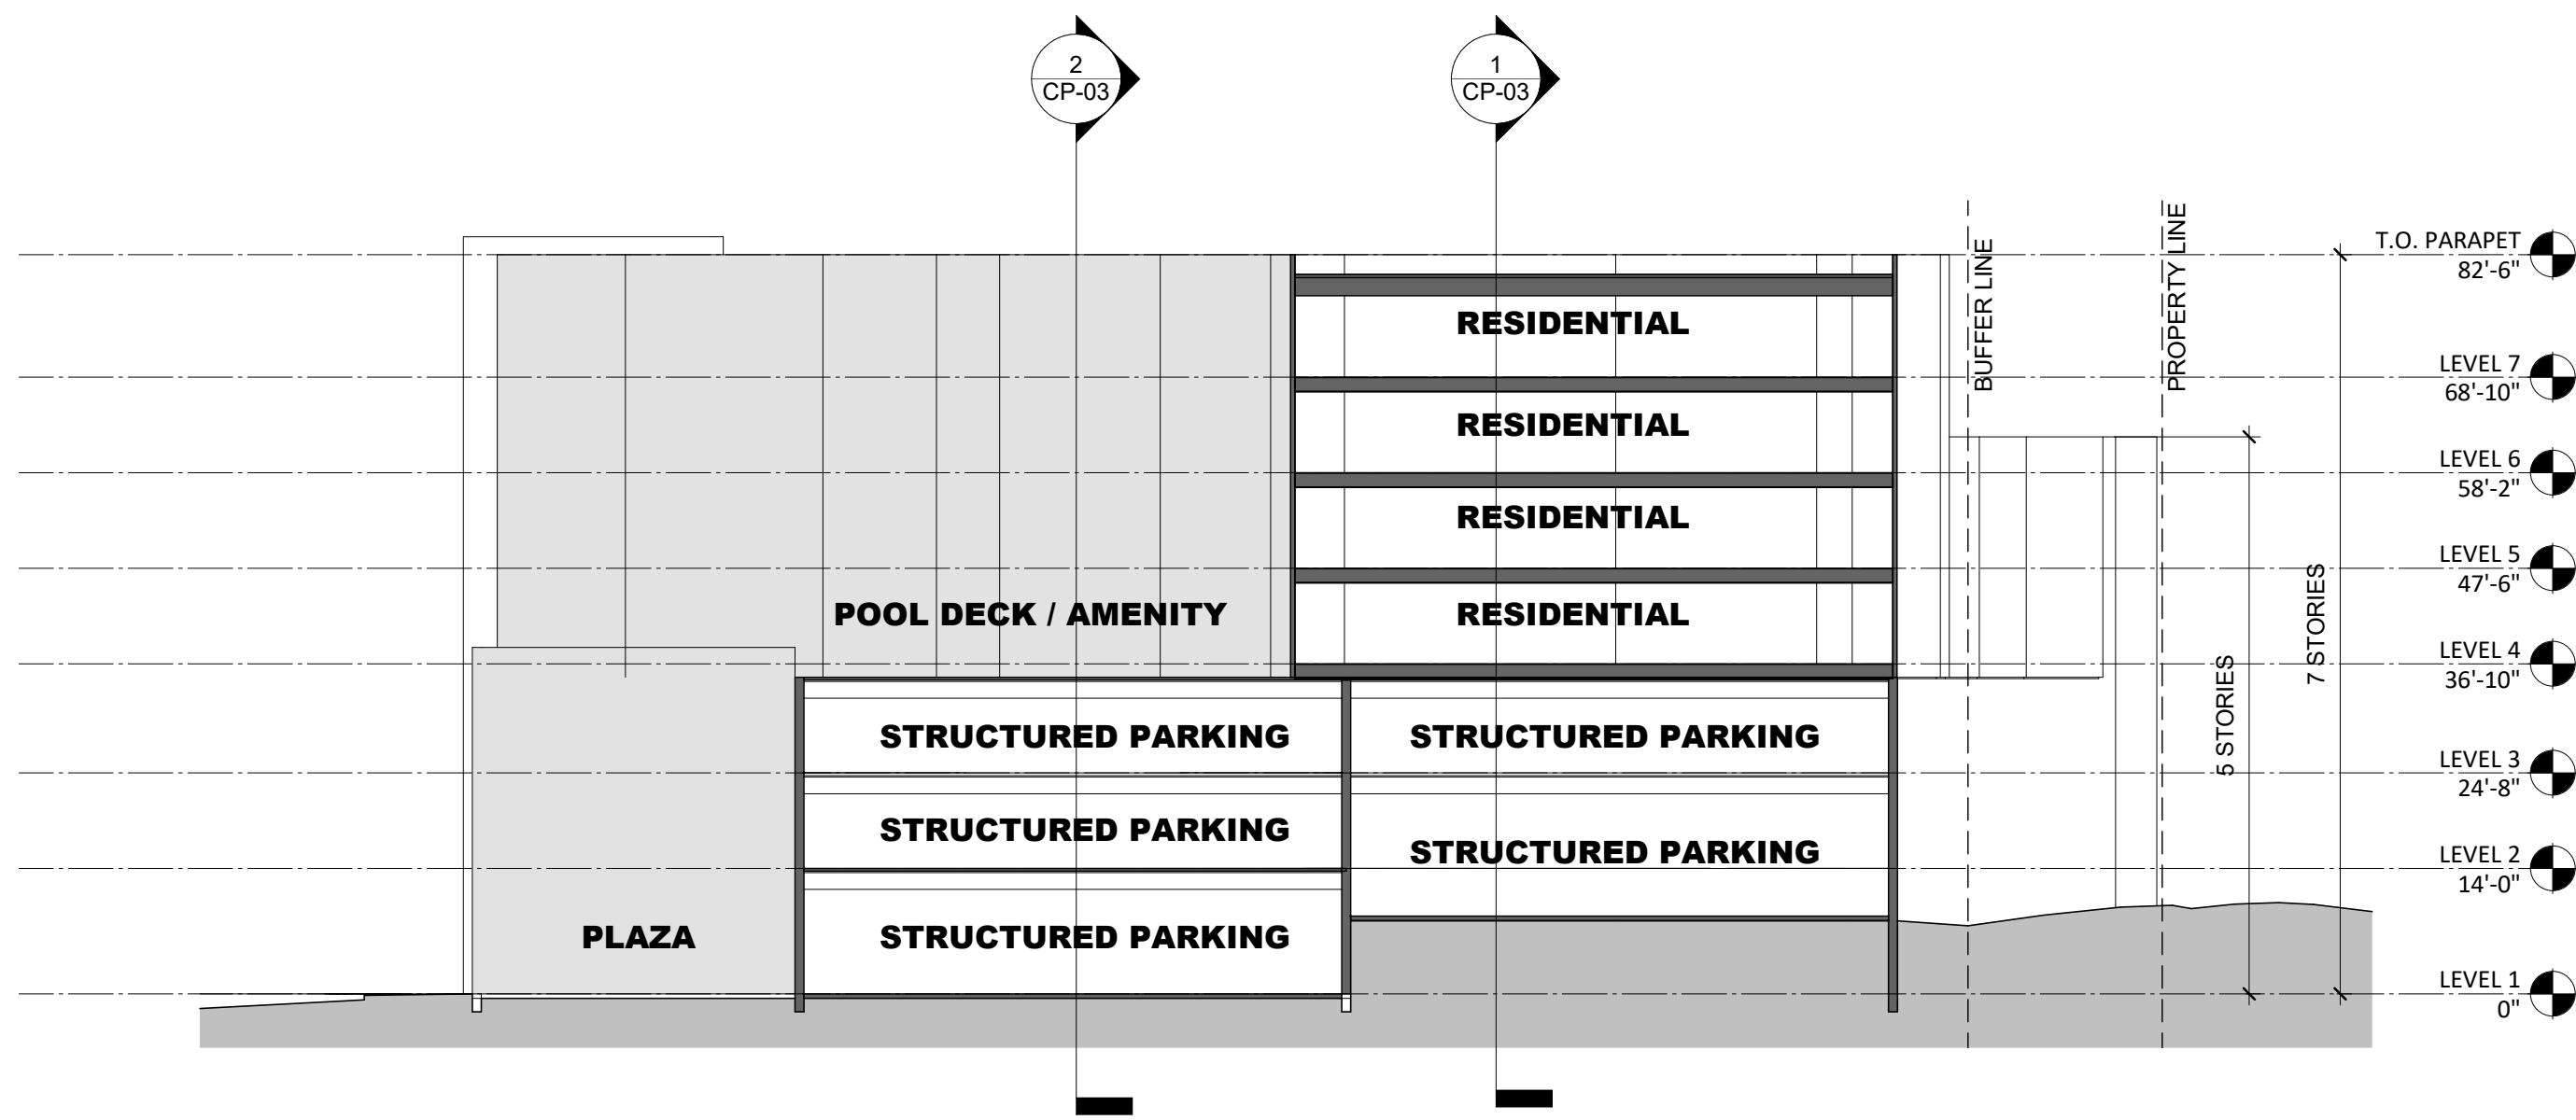 2
CP-03
1
CP-03
T.O. PARAPET
82'-6"
BUFFER LINE
PROPERTY LINE
RESIDENTIAL
LEVEL 7
68'-10"
RESIDENTIAL
LEVEL 6
58'-2"
RESIDENTIAL
LEVEL 5
47'-6"
POOL DECK / AMENITY
RESIDENTIAL
7 STORIES
LEVEL 4
36'-10"
5 STORIES
STRUCTURED PARKING
STRUCTURED PARKING
LEVEL 3
24'-8"
STRUCTURED PARKING
STRUCTURED PARKING
LEVEL 2
14'-0"
PLAZA
STRUCTURED PARKING
LEVEL 1
0"